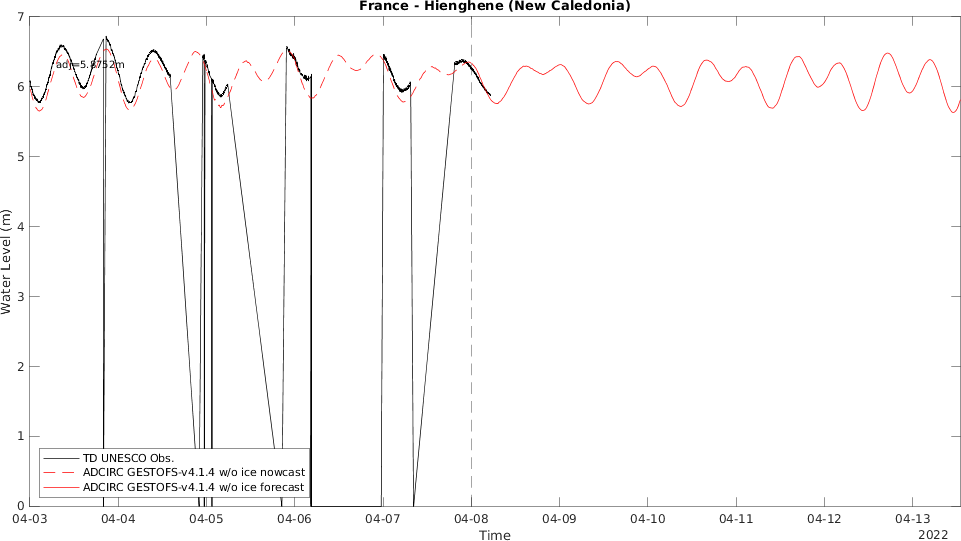 France - Hienghene (New Caledonia)
7
6
5
4
3
2
1
0
Water Level (m)
adj=5.8752m
TD UNESCO Obs.
ADCIRC GESTOFS-v4.1.4 w/o ice nowcast
ADCIRC GESTOFS-v4.1.4 w/o ice forecast
04-03 04-04 04-05 04-06 04-07 04-08 04-09 04-10 04-11 04-12 04-13
Time
2022